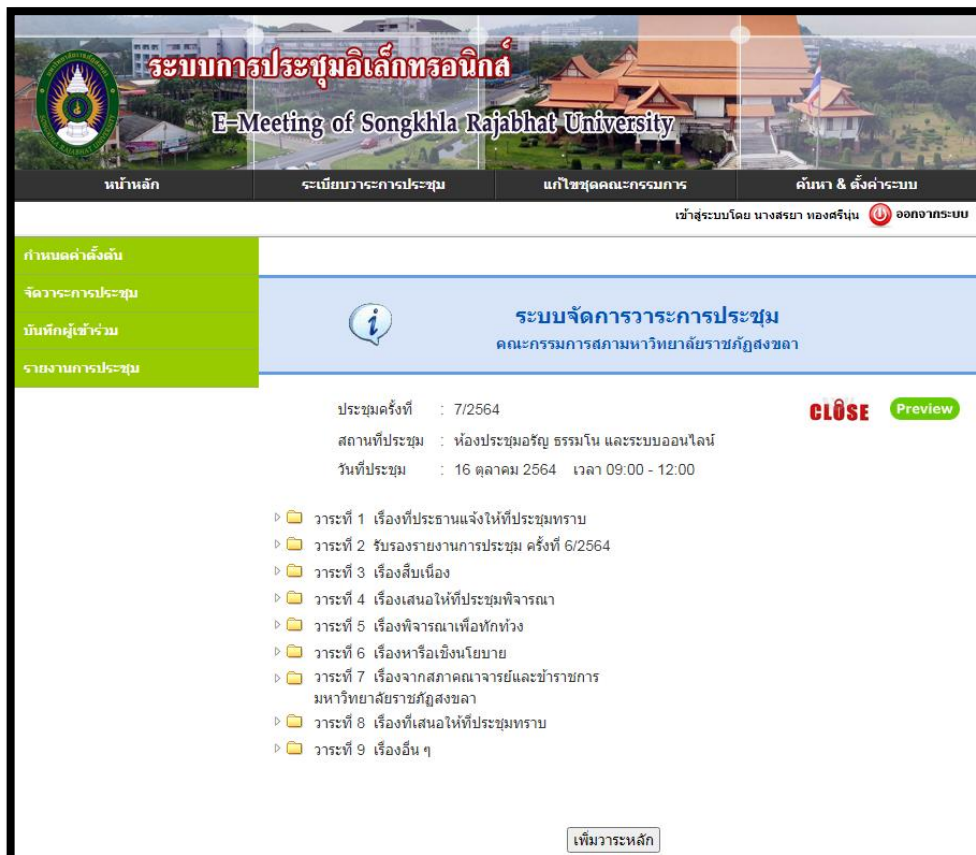 ระบบการประชุมอิเล็กทรอนิกส์
E-Meeting of Songkhla Rajabhat University
หน้าหลัก ระเบียบวาระการประชุม แก้ไขชุดคณะกรรมการ ค้นหา & ตั้งค่าระบบ
เข้าสู่ระบบโดย นางสรยา ทองศรีนุ่น ออกจากระบบ
กำหนดค่าตั้งต้น
จัดวาระการประชุม
บันทึกผู้เข้าร่วม
รายงานการประชุม
ระบบจัดการวาระการประชุม
คณะกรรมการสภามหาวิทยาลัยราชภัฏสงขลา
ประชุมครั้งที่ : 7/2564 CLOSE Preview
สถานที่ประชุม : ห้องประชุมอรัญ ธรรมโน และระบบออนไลน์
วันที่ประชุม : 16 ตุลาคม 2564 เวลา 09:00 - 12:00
วาระที่ 1 เรื่องที่ประธานแจ้งให้ที่ประชุมทราบ
วาระที่ 2 รับรองรายงานการประชุม ครั้งที่ 6/2564
วาระที่ 3 เรื่องสืบเนื่อง
วาระที่ 4 เรื่องเสนอให้ที่ประชุมพิจารณา
วาระที่ 5 เรื่องพิจารณาเพื่อทักท้วง
วาระที่ 6 เรื่องหารือเชิงนโยบาย
วาระที่ 7 เรื่องจากสภาคณาจารย์และข้าราชการ
มหาวิทยาลัยราชภัฏสงขลา
วาระที่ 8 เรื่องที่เสนอให้ที่ประชุมทราบ
วาระที่ 9 เรื่องอื่น ๆ
เพิ่มวาระหลัก